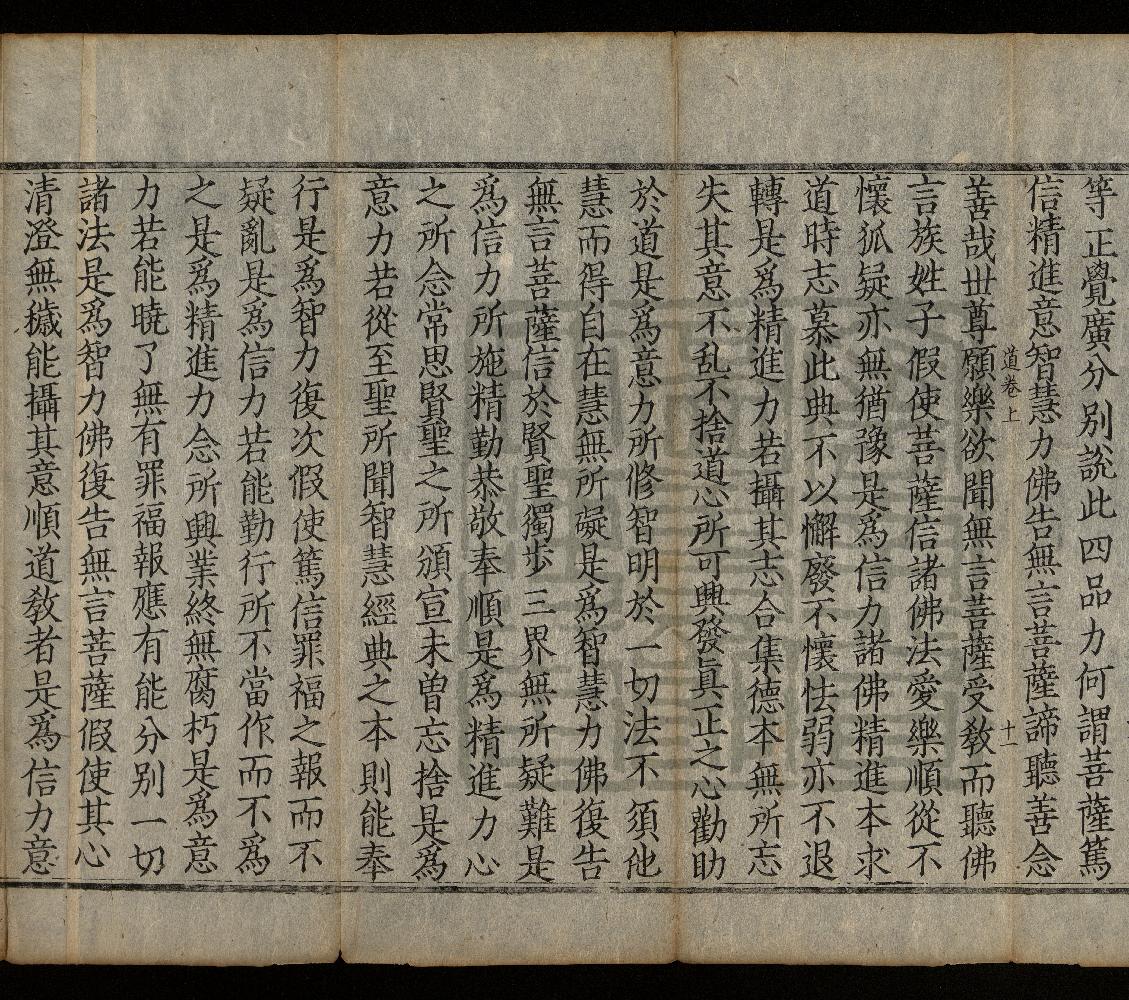 等正覺廣分別說此四品力何謂菩薩篤
信精進意智慧力佛告無言菩薩諦聽善念
道卷上
十一
善哉丗尊願樂欲聞無言菩薩受教而聽佛
言族姓子假使菩薩信諸佛法愛樂順從不
懷狐疑亦無猶豫是爲信力諸佛精進本求
道時志慕此典不以懈廢不懷怯弱亦不退
轉是爲精進力若攝其志合集德本無所忘
失其意不乱不捨道心所可興發真正之心勸助
於道是爲意力所修智明於一切法不須他
慧而得自在慧無所礙是爲智慧力佛復告
無言菩薩信於賢聖獨步三界無所疑難是
爲信力所施精勤恭敬奉順是爲精進力心
之所念常思賢聖之所頒宣未曽忘捨是爲
意力若從至聖所聞智慧經典之本則能奉
行是爲智力復次假使篤信罪福之報而不
疑亂是爲信力若能勤行所不當作而不爲
之是爲精進力念所興業終無腐朽是爲意
力若能曉了無有罪福報應有能分别一切
諸法是爲智力佛復告無言菩薩假使其心
清澄無穢能攝其意順道教者是爲信力意